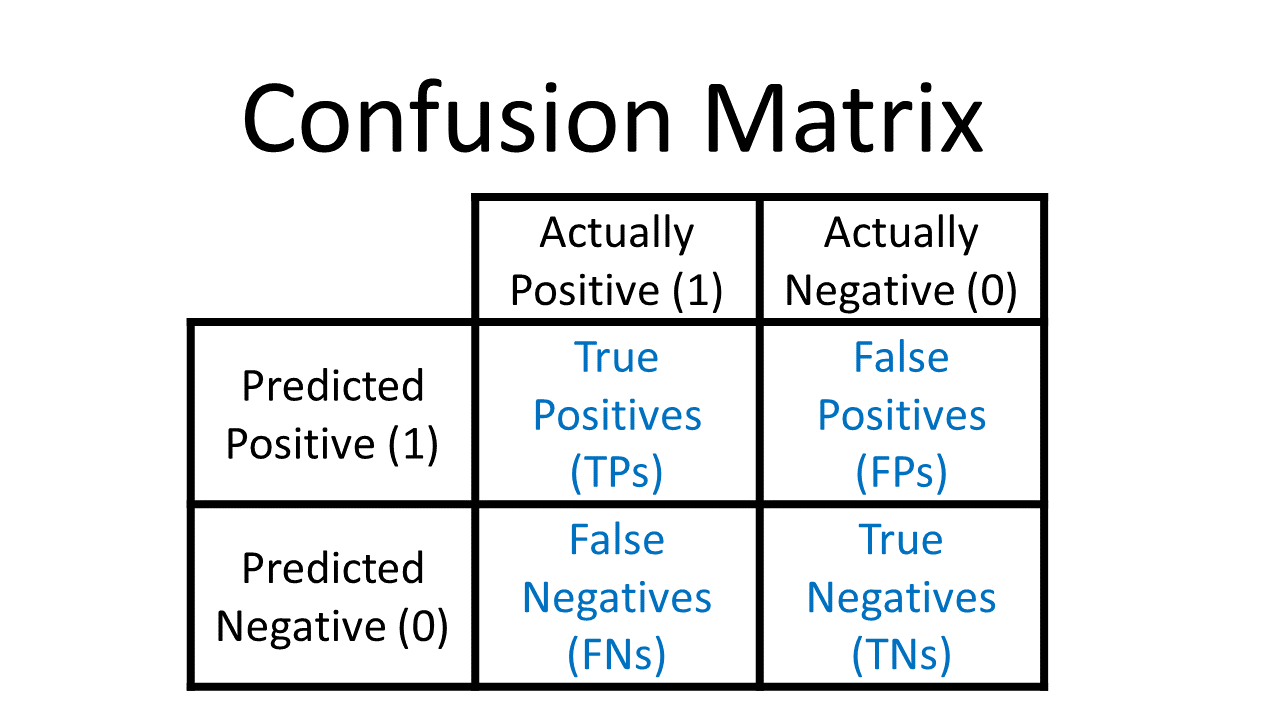 Confusion Matrix
Actually
Positive (1)
Actually
Negative (0)
Predicted
Positive (1)
True
Positives
(TPs)
False
Positives
(FPs)
Predicted
Negative (0)
False
Negatives
(FNs)
True
Negatives
(TNs)